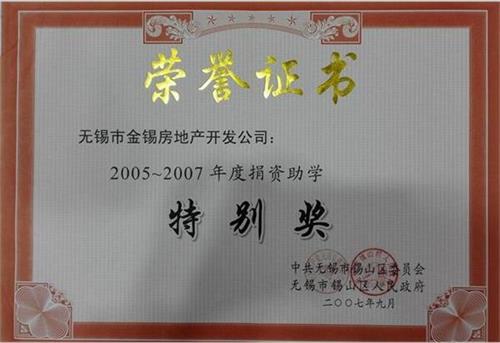 荣誉证书
无锡市金锡房地产开发公司:
2005~2007年度捐资助学
特别奖
中共无锡市锡山区委员会
无锡市锡山区人民政府
二〇〇七年九月